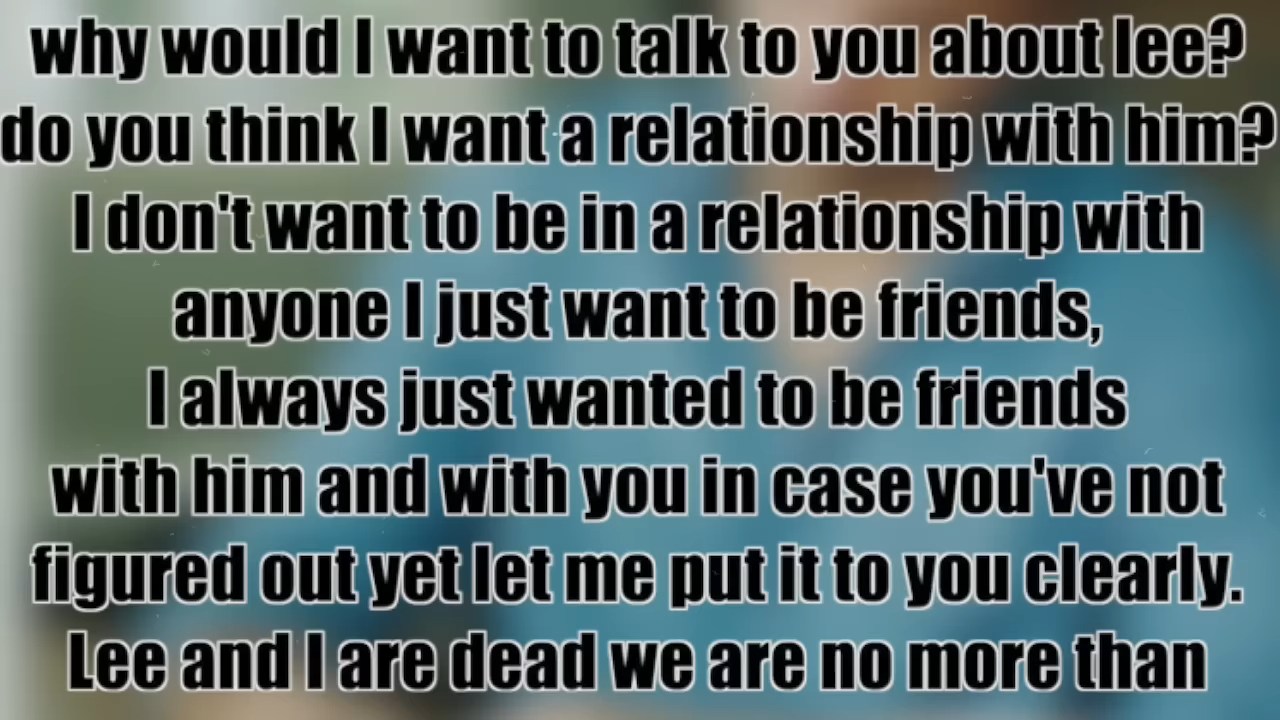 why would I want to talk to you about lee?
do you think I want a relationship with him?
I don't want to be in a relationship with
anyone I just want to be friends,
I always just wanted to be friends
with him and with you in case you've not
figured out yet let me put it to you clearly.
Lee and I are dead we are no more than